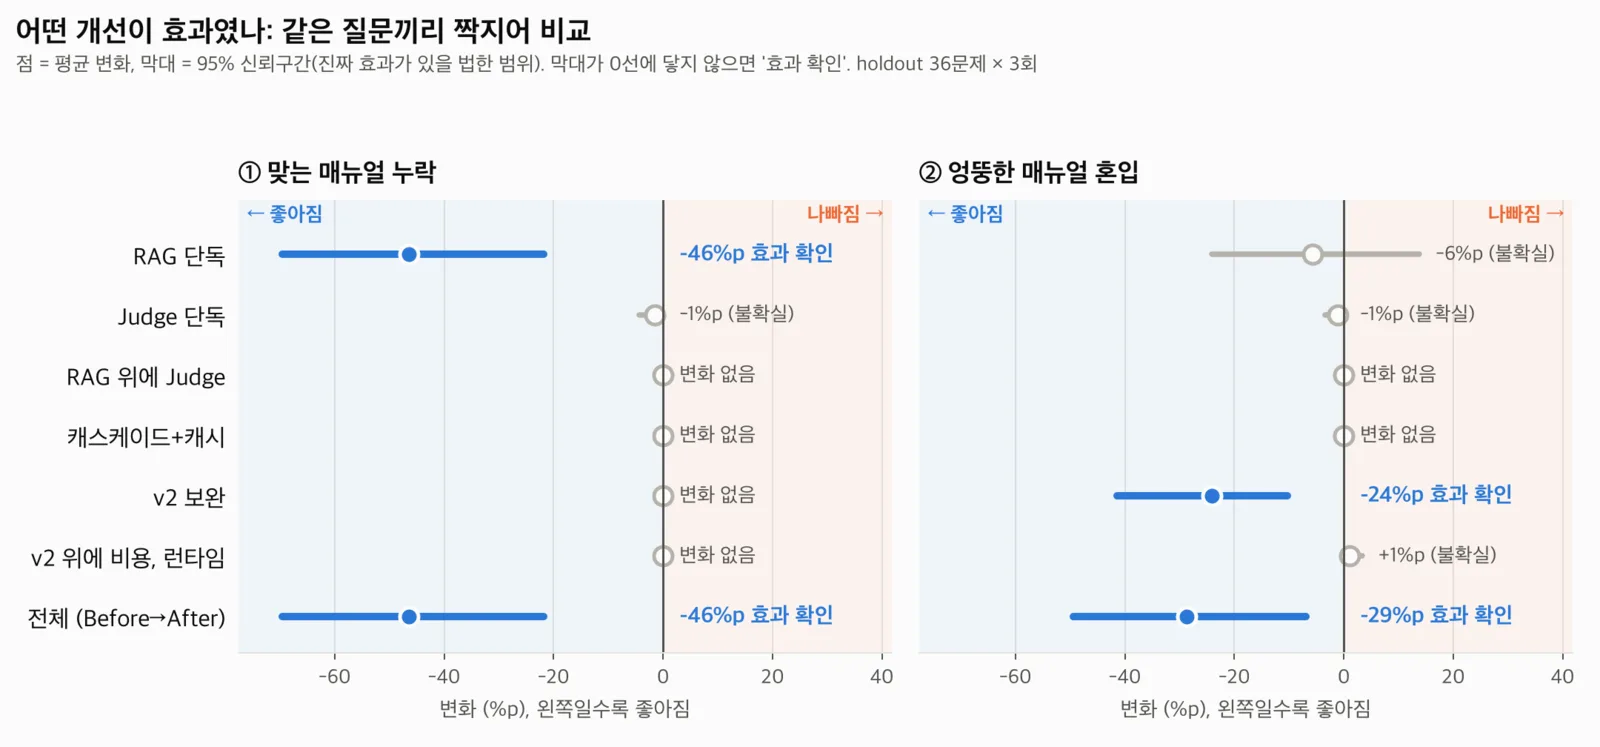 어떤 개선이 효과였나: 같은 질문끼리 짝지어 비교
점 = 평균 변화, 막대 = 95% 신뢰구간(진짜 효과가 있을 법한 범위). 막대가 0선에 닿지 않으면 '효과 확인'. holdout 36문제 × 3회
① 맞는 매뉴얼 누락
← 좋아짐
나빠짐 →
RAG 단독
-46%p 효과 확인
Judge 단독
-1%p (불확실)
RAG 위에 Judge
변화 없음
캐스케이드+캐시
변화 없음
v2 보완
변화 없음
v2 위에 비용, 런타임
변화 없음
전체 (Before→After)
-46%p 효과 확인
-60
-40
-20
0
20
40
변화 (%p), 왼쪽일수록 좋아짐
② 엉뚱한 매뉴얼 혼입
← 좋아짐
나빠짐 →
-6%p (불확실)
-1%p (불확실)
변화 없음
변화 없음
-24%p 효과 확인
+1%p (불확실)
-29%p 효과 확인
-60
-40
-20
0
20
40
변화 (%p), 왼쪽일수록 좋아짐